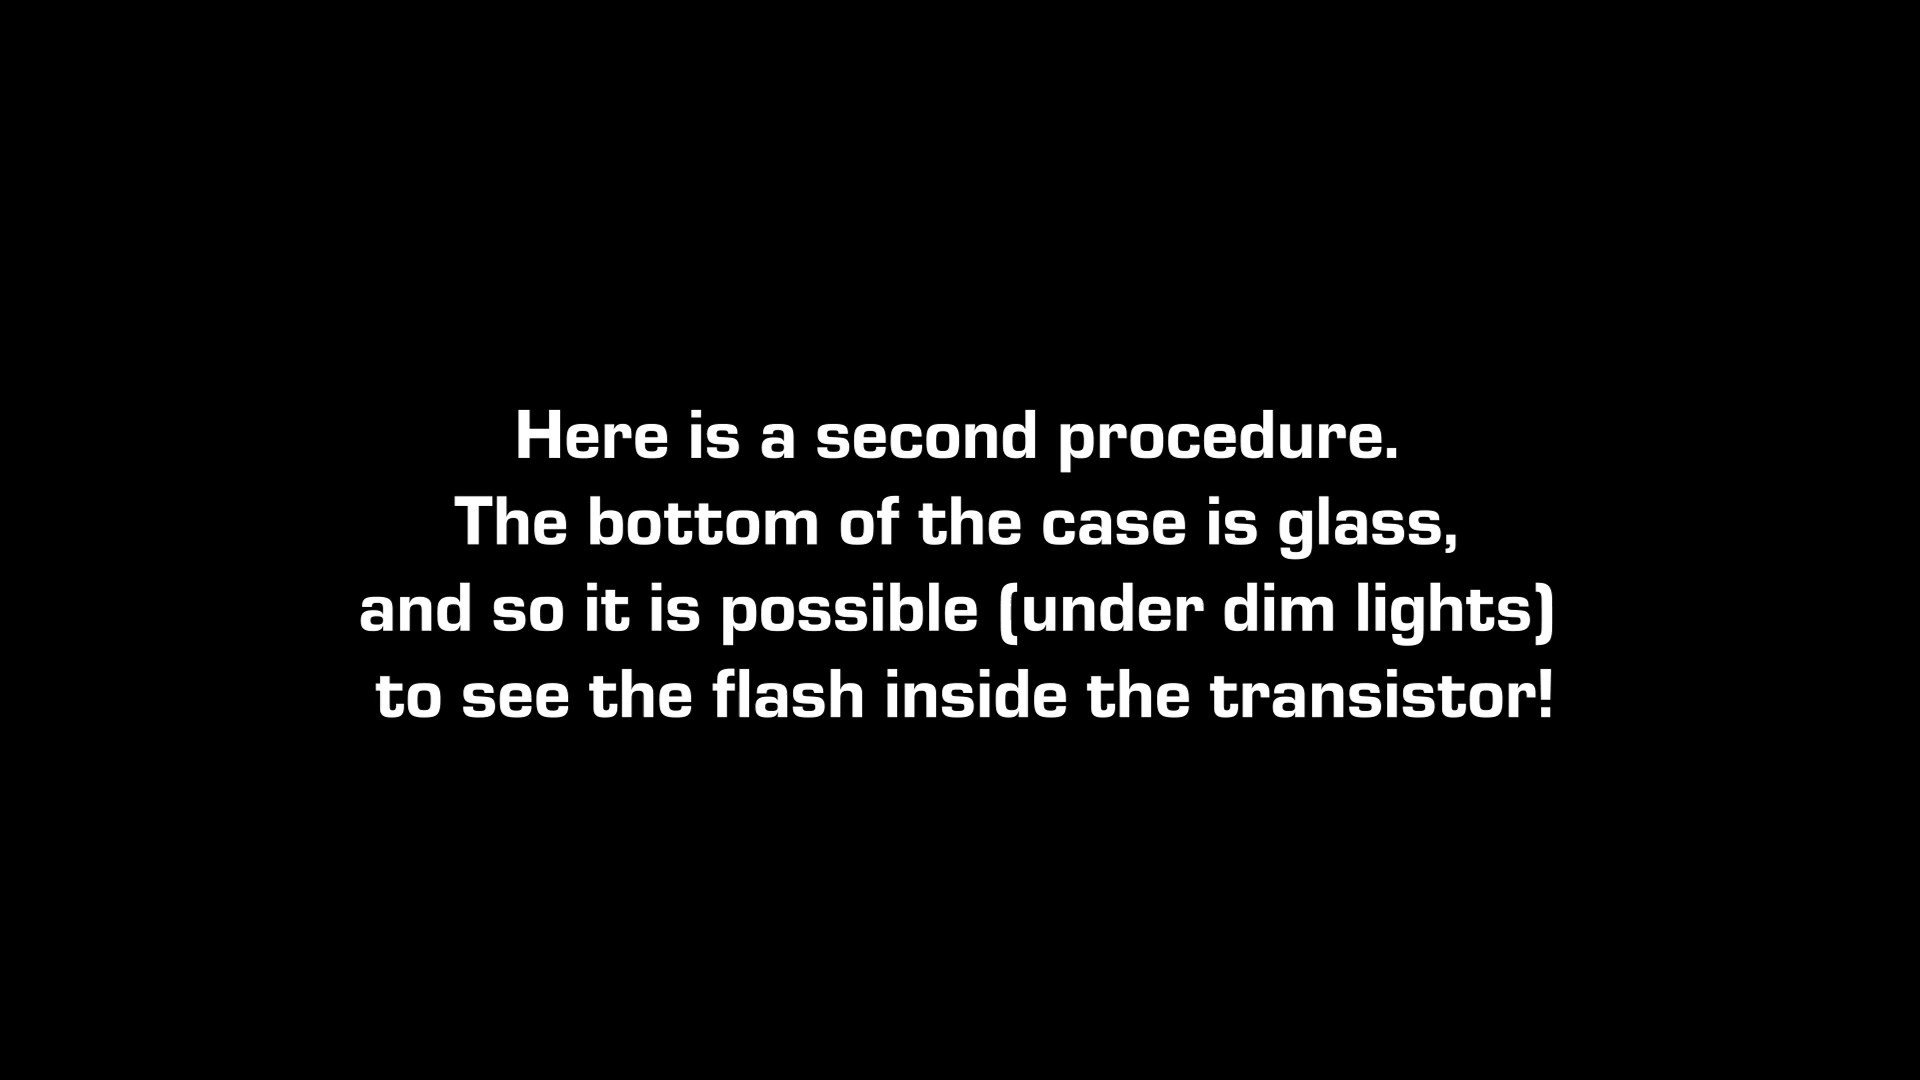 Here is a second procedure.
The bottom of the case is glass,
and so it is possible (under dim lights)
to see the flash inside the transistor!